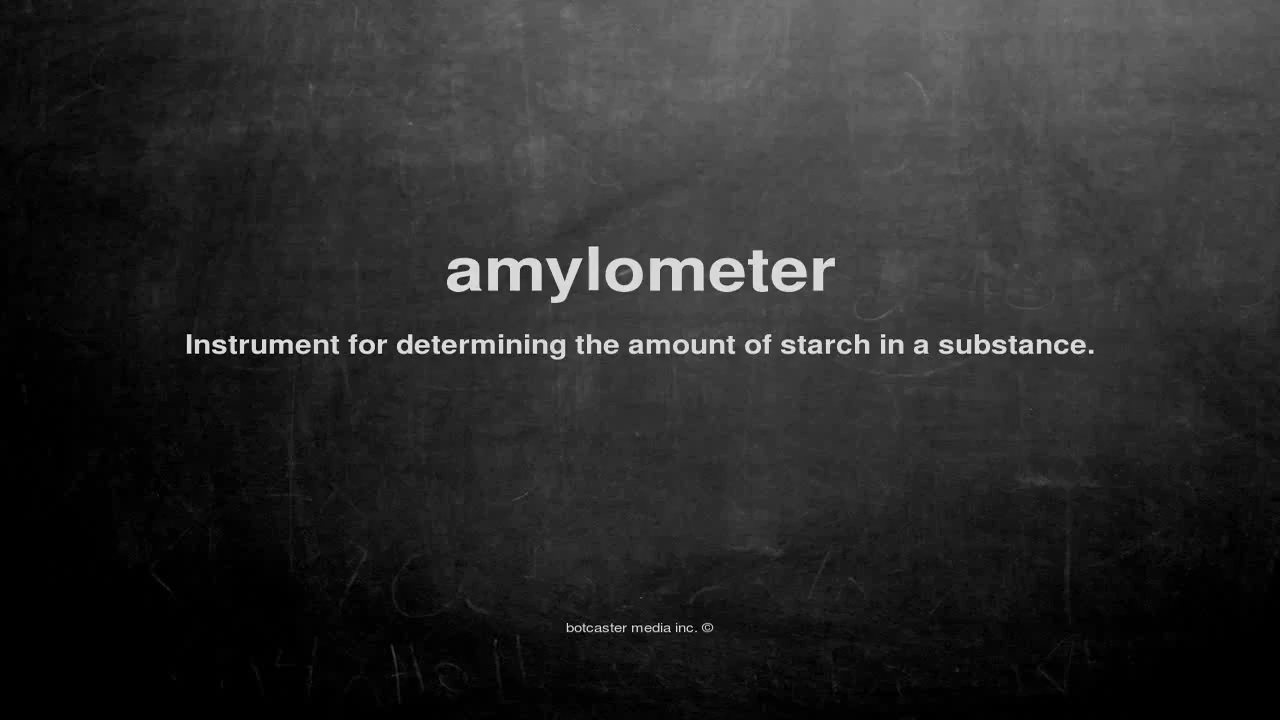 amylometer
Instrument for determining the amount of starch in a substance.
botcaster media inc. ©